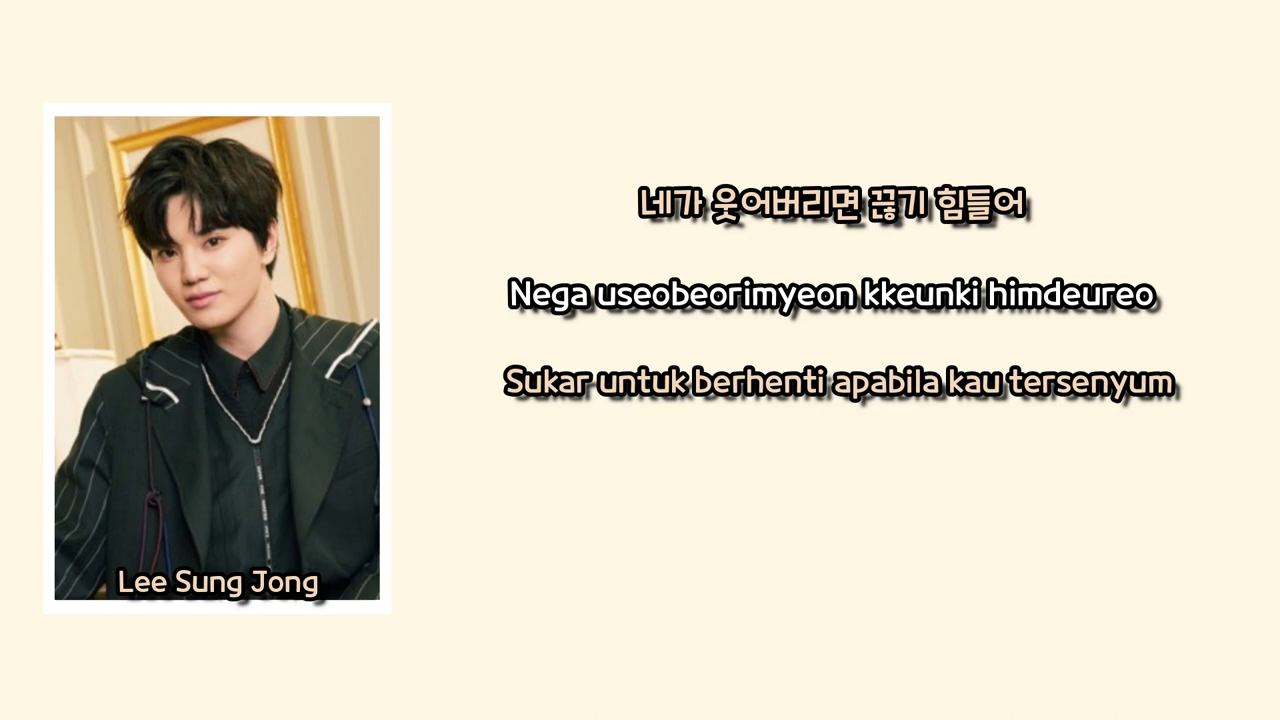 네가 웃어버리면 끊기 힘들어
Nega useobeorimyeon kkeunki himdeureo
Sukar untuk berhenti apabila kau tersenyum
Lee Sung Jong